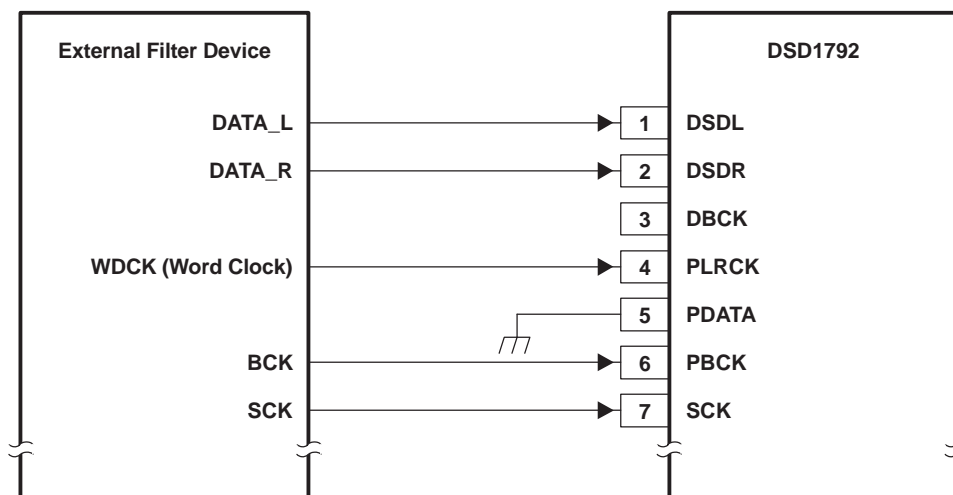 External Filter Device
DSD1792
DATA_L
1
DSDL
DATA_R
2
DSDR
3
DBCK
WDCK (Word Clock)
4
PLRCK
5
PDATA
BCK
6
PBCK
SCK
7
SCK